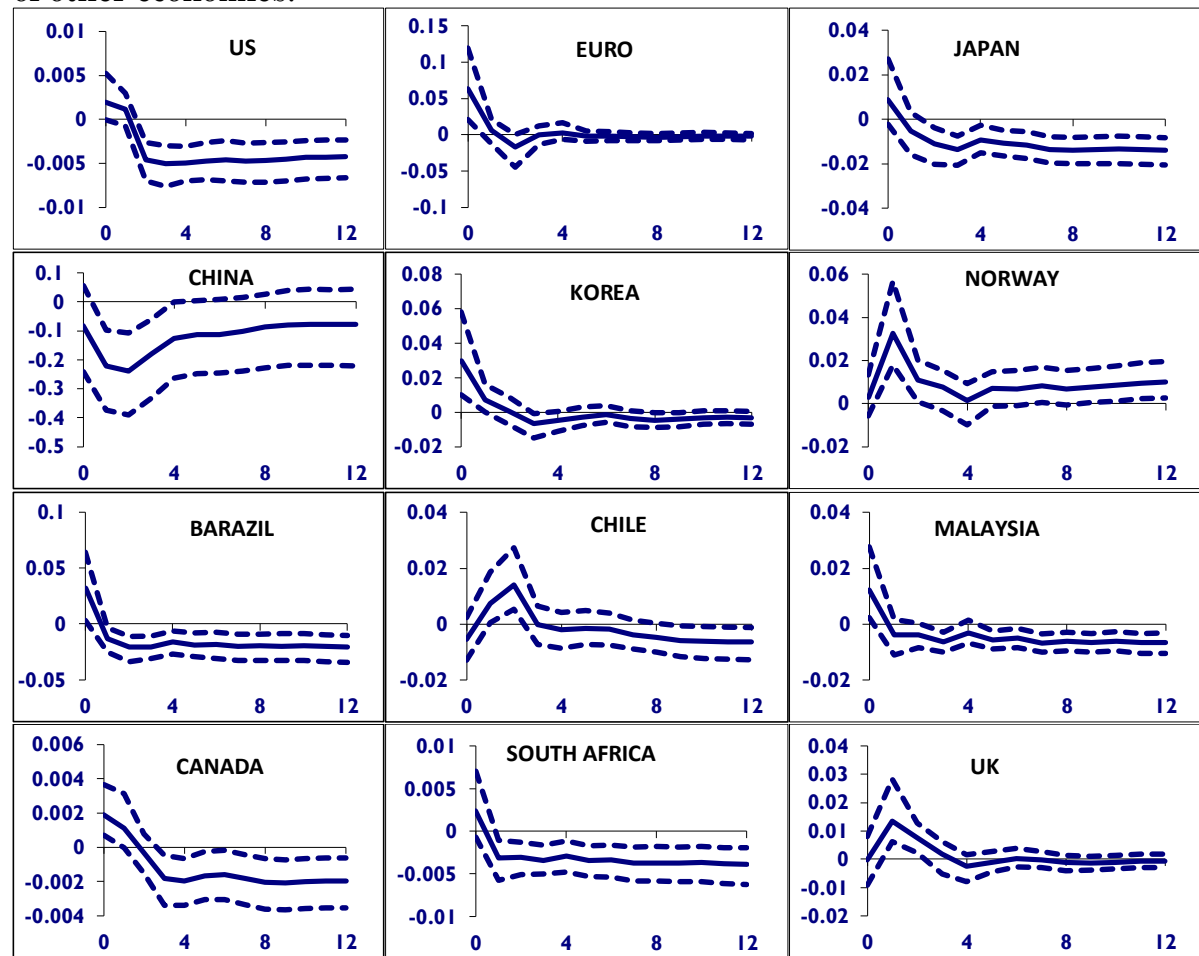 of other economies.
US
0.01
0.005
0
-0.005
-0.01
0 4 8 12
EURO
0.15
0.1
0.05
0
-0.05
-0.1
0 4 8 12
JAPAN
0.04
0.02
0
-0.02
-0.04
0 4 8 12
CHINA
0.1
0
-0.1
-0.2
-0.3
-0.4
-0.5
0 4 8 12
KOREA
0.08
0.06
0.04
0.02
0
-0.02
0 4 8 12
NORWAY
0.06
0.04
0.02
0
-0.02
0 4 8 12
BARAZIL
0.1
0.05
0
-0.05
0 4 8 12
CHILE
0.04
0.02
0
-0.02
0 4 8 12
MALAYSIA
0.04
0.02
0
-0.02
0 4 8 12
CANADA
0.006
0.004
0.002
0
-0.002
-0.004
0 4 8 12
SOUTH AFRICA
0.01
0.005
0
-0.005
-0.01
0 4 8 12
UK
0.04
0.03
0.02
0.01
0
-0.01
-0.02
0 4 8 12